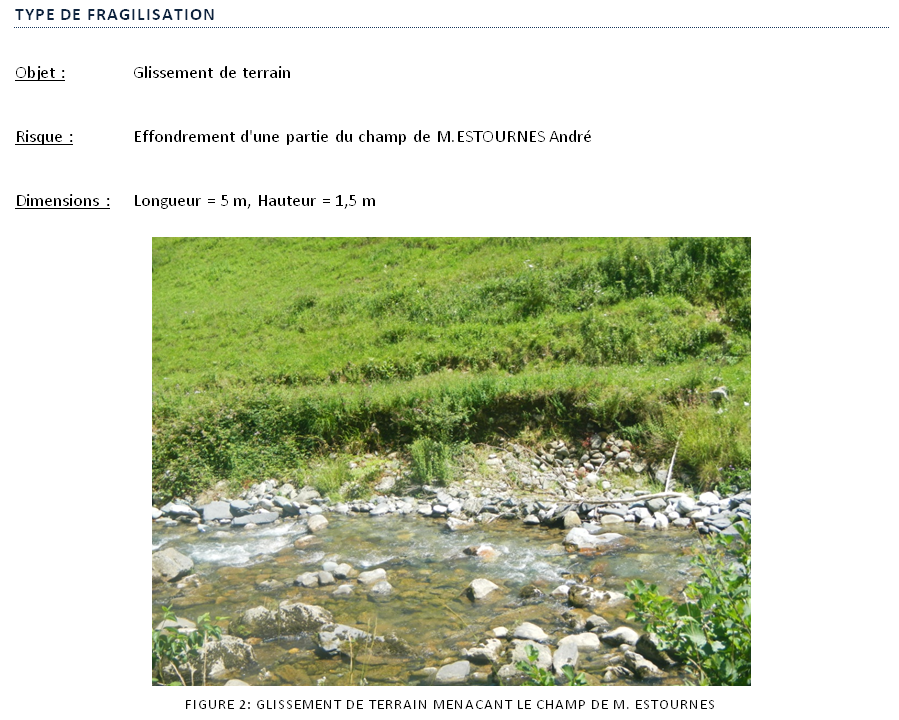 TYPE DE FRAGILISATION
Objet : Glissement de terrain
Risque : Effondrement d'une partie du champ de M. ESTOURNES André
Dimensions : Longueur = 5 m, Hauteur = 1,5 m
FIGURE 2: GLISSEMENT DE TERRAIN MENACANT LE CHAMP DE M. ESTOURNES